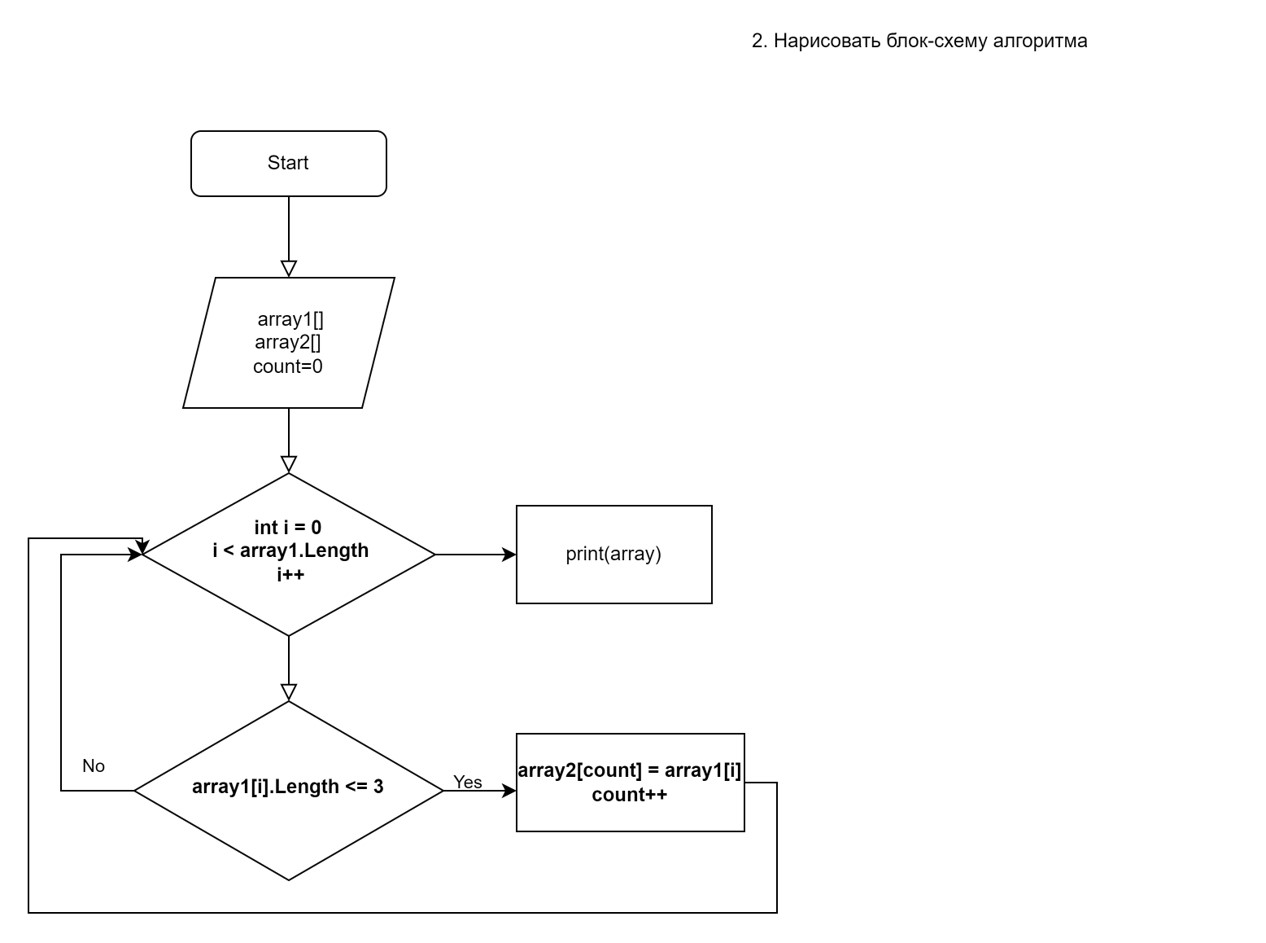 2. Нарисовать блок-схему алгоритма
Start
array1[]
array2[]
count=0
int i = 0
i < array1.Length
i++
print(array)
No
array1[i].Length <= 3
Yes
array2[count] = array1[i]
count++